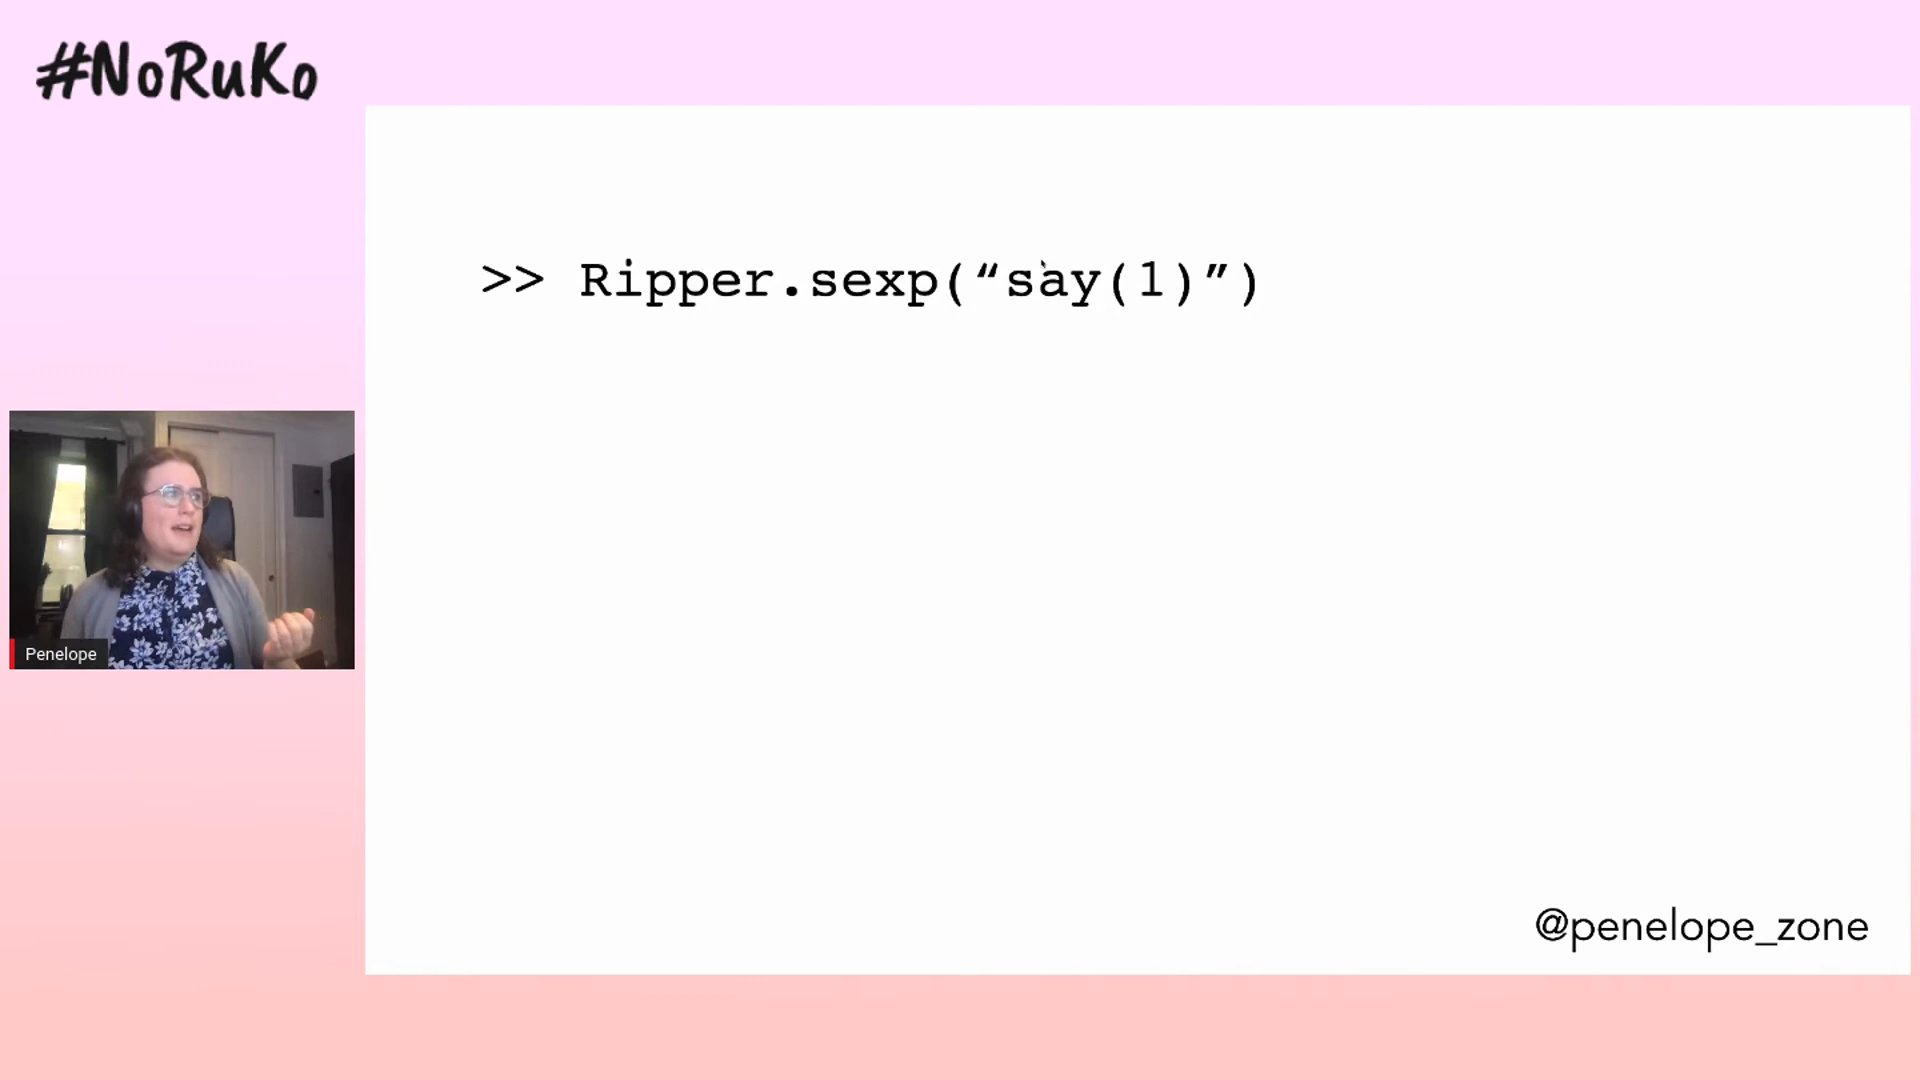 #NoRuKo
>> Ripper.sexp(“say(1)”)
Penelope
@penelope_zone